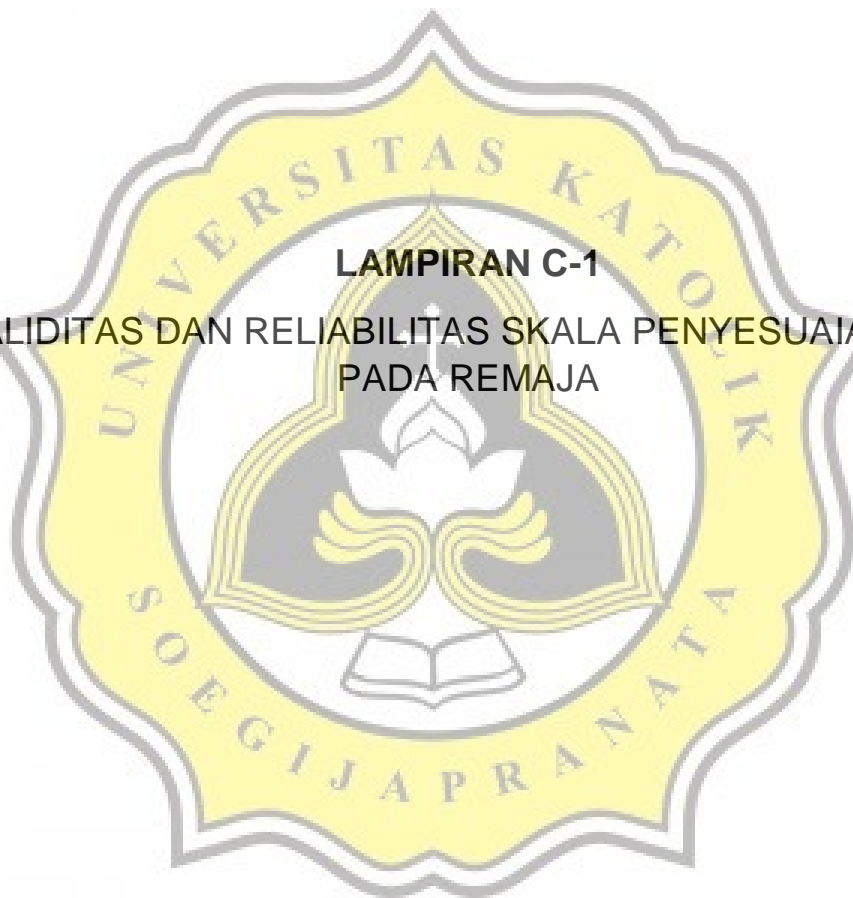 UNIVERSITAS KATOLIK
LAMPIRAN C-1
ALIDITAS DAN RELIABILITAS SKALA PENYESUAIA
PADA REMAJA
SOEGIJAPRANATA